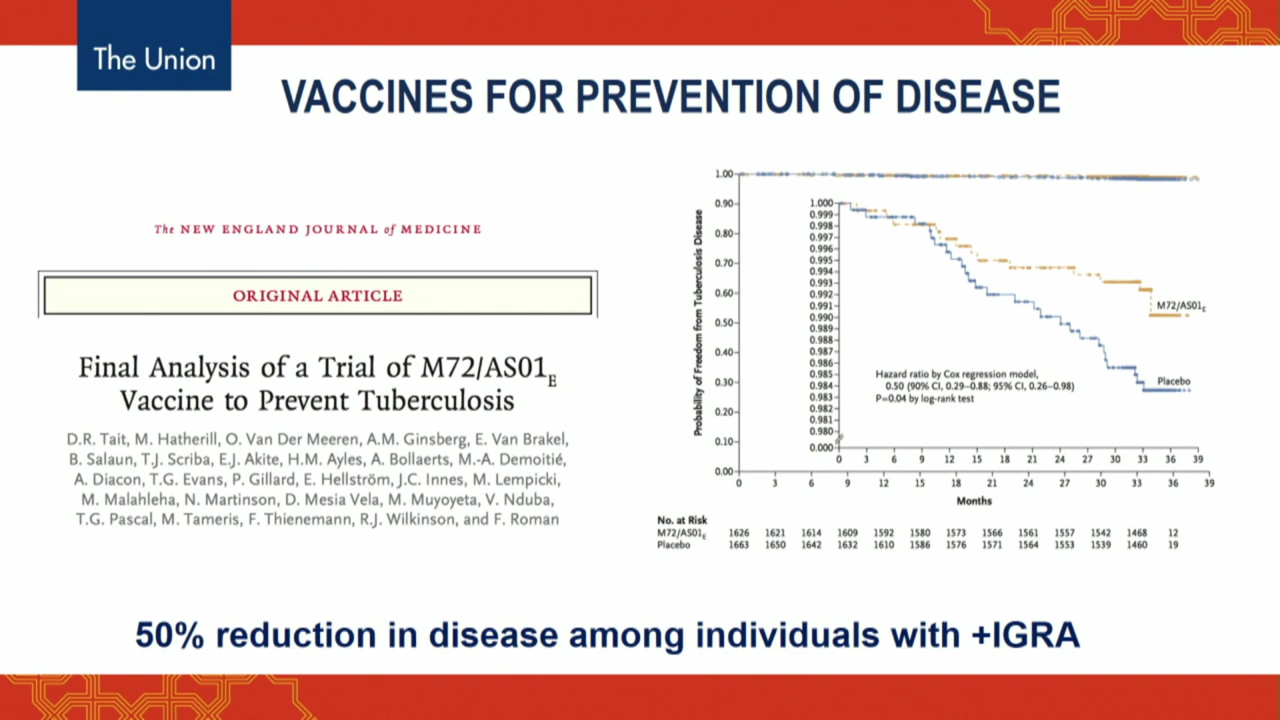 The Union
VACCINES FOR PREVENTION OF DISEASE
The NEW ENGLAND JOURNAL of MEDICINE
ORIGINAL ARTICLE
Final Analysis of a Trial of M72/AS01E
Vaccine to Prevent Tuberculosis
D.R. Tait, M. Hatherill, O. Van Der Meeren, A.M. Ginsberg, E. Van Brakel,
B. Salaun, T.J. Scriba, E.J. Akite, H.M. Ayles, A. Bollaerts, M.-A. Demoitié,
A. Diacon, T.G. Evans, P. Gillard, E. Hellström, J.C. Innes, M. Lempicki,
M. Malahleha, N. Martinson, D. Mesia Vela, M. Muyoyeta, V. Nduba,
T.G. Pascal, M. Tameris, F. Thienemann, R.J. Wilkinson, and F. Roman
Probability of Freedom from Tuberculosis Disease
1.00
0.90
0.80
0.70
0.60
0.50
0.40
0.30
0.20
0.10
0.00
1.000
0.999
0.998
0.997
0.996
0.995
0.994
0.993
0.992
0.991
0.990
0.989
0.988
0.987
0.986
0.985
0.984
0.983
0.982
0.981
0.980
0.000
M72/AS01E
Placebo
Hazard ratio by Cox regression model,
0.50 (90% CI, 0.29–0.88; 95% CI, 0.26–0.98)
P=0.04 by log-rank test
0 3 6 9 12 15 18 21 24 27 30 33 36 39
0 3 6 9 12 15 18 21 24 27 30 33 36 39
Months
No. at Risk
M72/AS01E 1626 1621 1614 1609 1592 1580 1573 1566 1561 1557 1542 1468 12
Placebo 1663 1650 1642 1632 1610 1586 1576 1571 1564 1553 1539 1460 19
50% reduction in disease among individuals with +IGRA